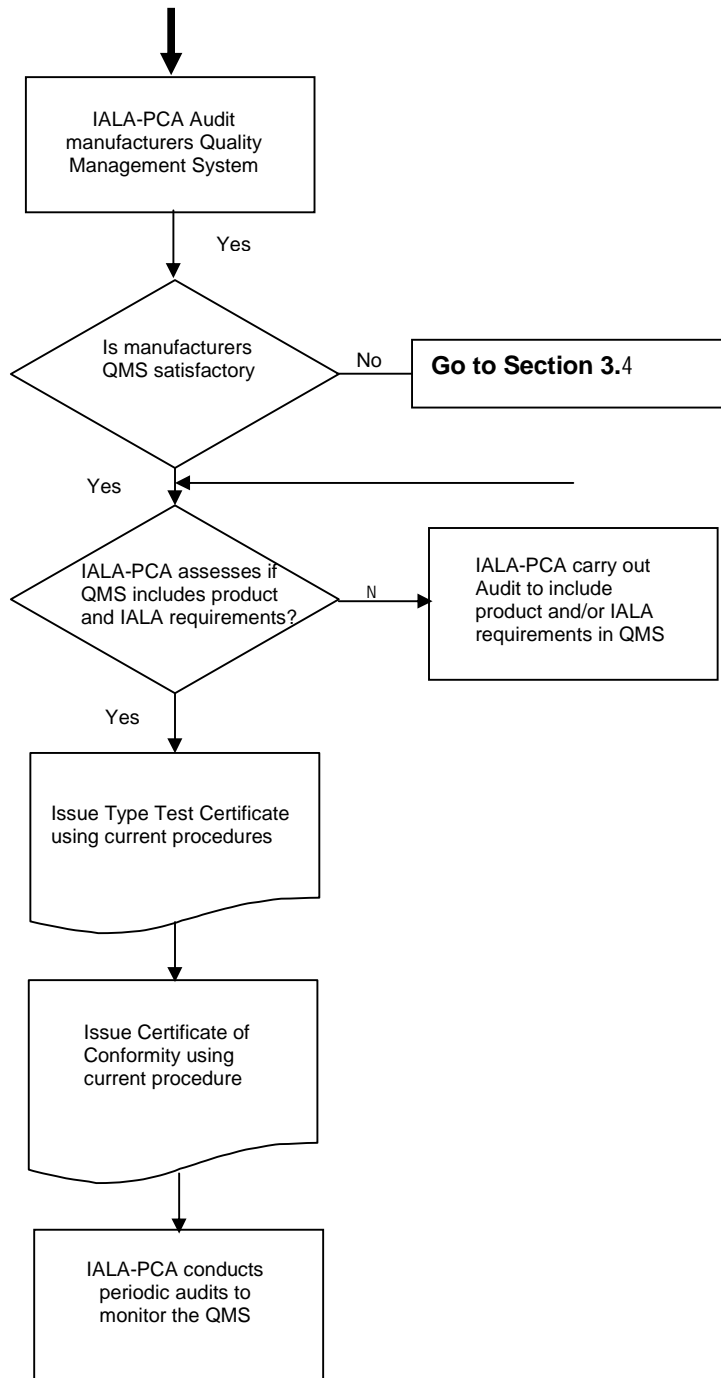 IALA-PCA Audit
manufacturers Quality
Management System
Yes
Is manufacturers
QMS satisfactory
No
Go to Section 3.4
Yes
IALA-PCA assesses if
QMS includes product
and IALA requirements?
N
IALA-PCA carry out
Audit to include
product and/or IALA
requirements in QMS
Yes
Issue Type Test Certificate
using current procedures
Issue Certificate of
Conformity using
current procedure
IALA-PCA conducts
periodic audits to
monitor the QMS